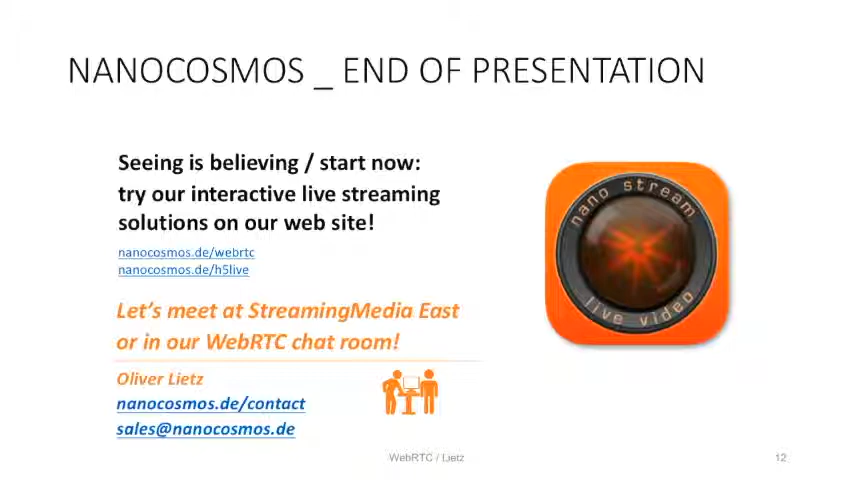 NANOCOSMOS _ END OF PRESENTATION
Seeing is believing / start now:
try our interactive live streaming
solutions on our web site!
nanocosmos.de/webrtc
nanocosmos.de/h5live
nano stream
live video
Let's meet at StreamingMedia East
or in our WebRTC chat room!
Oliver Lietz
nanocosmos.de/contact
sales@nanocosmos.de
WebRTC / Lietz
12